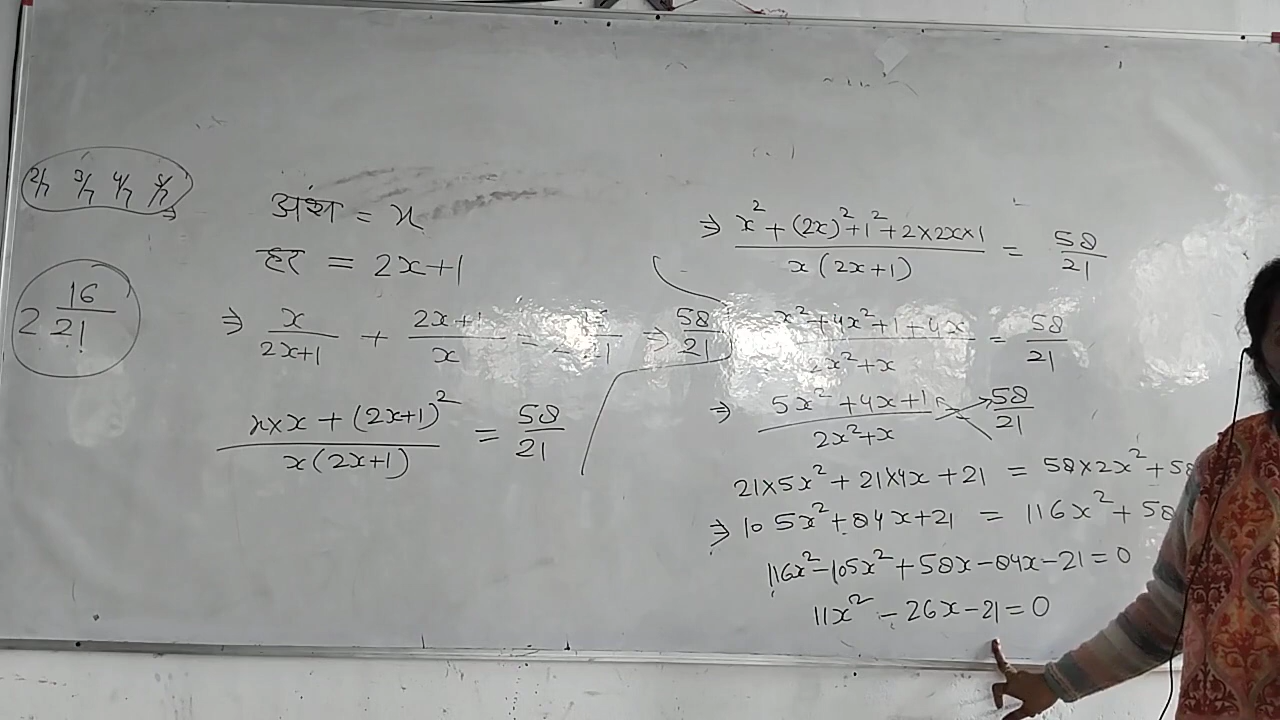 2/7 3/7 4/7
2 16/21
अंश = x
हर = 2x+1
⇒ x/(2x+1) + (2x+1)/x = ⇒ 58/21
(x×x + (2x+1)²)/(x(2x+1)) = 58/21
⇒ (x² + (2x)² + 1² + 2×2x×1)/(x(2x+1)) = 58/21
(x² + 4x² + 1 + 4x)/(2x² + x) = 58/21
⇒ (5x² + 4x + 1)/(2x² + x) 58/21
21×5x² + 21×4x + 21 = 58×2x² + 58
⇒ 105x² + 84x + 21 = 116x² + 58
116x² - 105x² + 58x - 84x - 21 = 0
11x² - 26x - 21 = 0